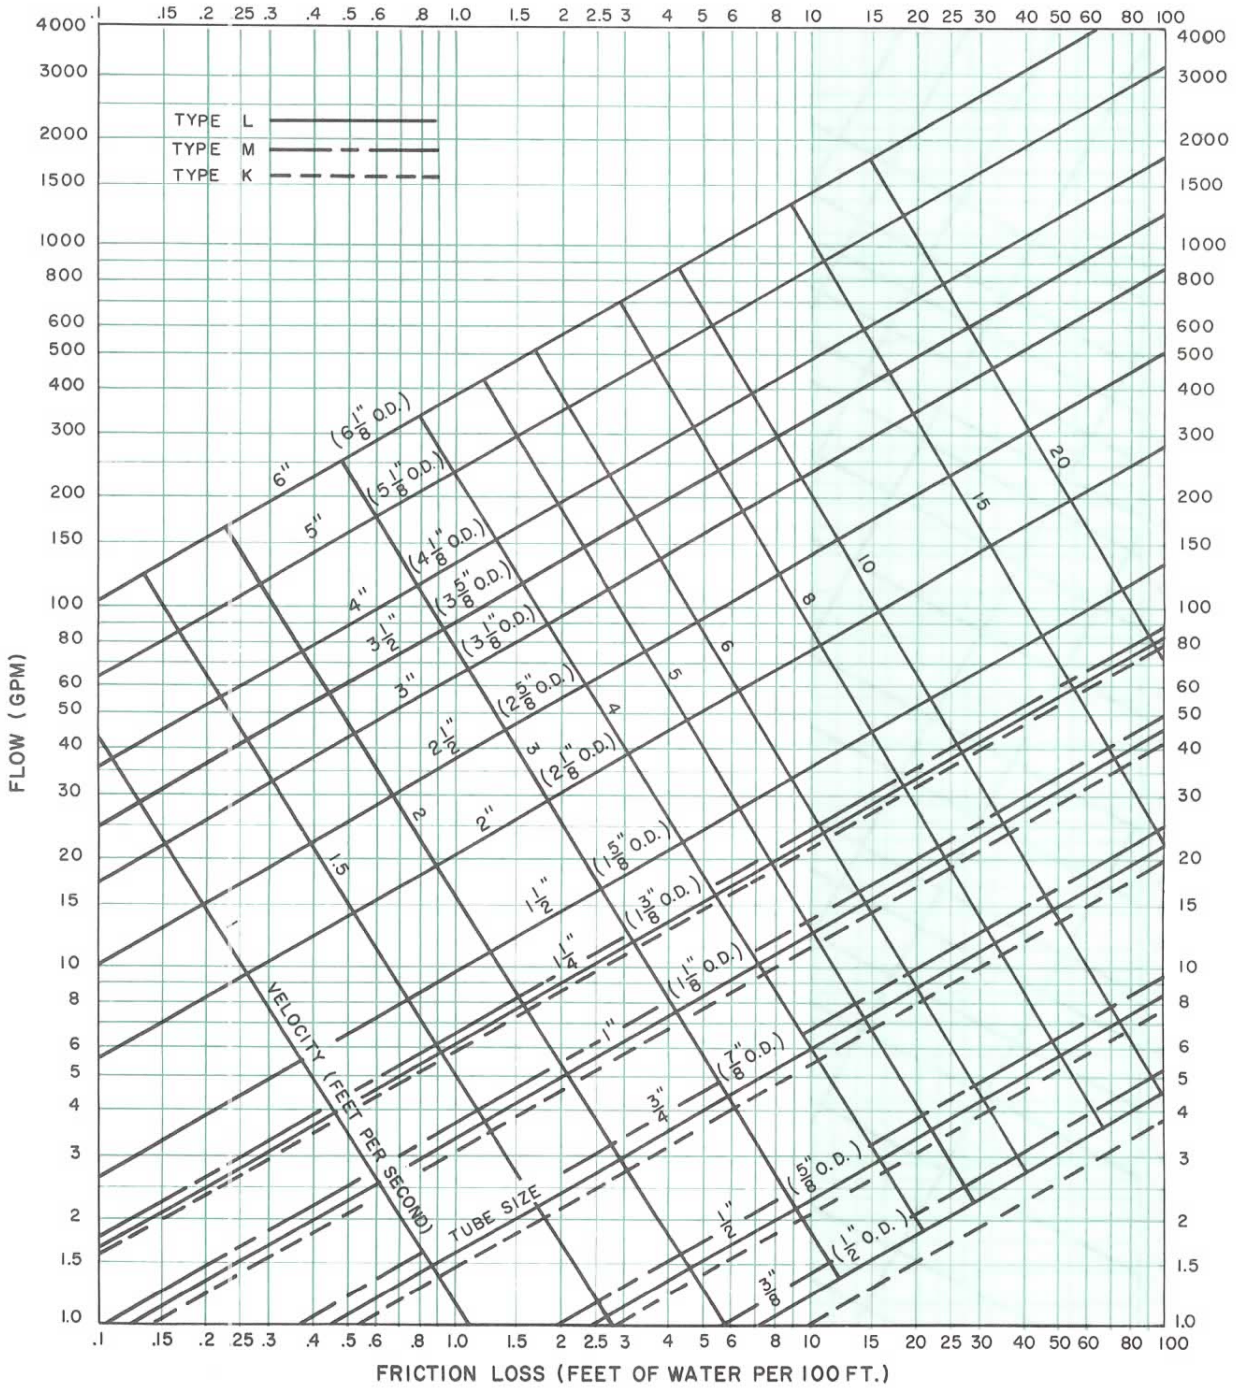 .1 .15 .2 .25 .3 .4 .5 .6 .8 1.0 1.5 2 2.5 3 4 5 6 8 10 15 20 25 30 40 50 60 80 100
4000 4000
3000 3000
TYPE L
2000 2000
TYPE M
TYPE K
1500 1500
1000 1000
800 800
600 600
500 500
400 400
300 300
200 200
150 150
100 100
80 80
60 60
50 50
40 40
30 30
20 20
15 15
10 10
8 8
6 6
5 5
4 4
3 3
2 2
1.5 1.5
1.0 1.0
FLOW (GPM)
6" (6 1/8" O.D.)
5" (5 1/8" O.D.)
4" (4 1/8" O.D.)
3 1/2" (3 5/8" O.D.)
3" (3 1/8" O.D.)
2 1/2" (2 5/8" O.D.)
2" (2 1/8" O.D.)
1 1/2" (1 5/8" O.D.)
1 1/4" (1 3/8" O.D.)
1" (1 1/8" O.D.)
3/4" (7/8" O.D.)
1/2" (5/8" O.D.)
3/8" (1/2" O.D.)
1.5
2
3
4
5
6
8
10
15
20
VELOCITY (FEET PER SECOND)
TUBE SIZE
.1 .15 .2 .25 .3 .4 .5 .6 .8 1.0 1.5 2 2.5 3 4 5 6 8 10 15 20 25 30 40 50 60 80 100
FRICTION LOSS (FEET OF WATER PER 100 FT.)